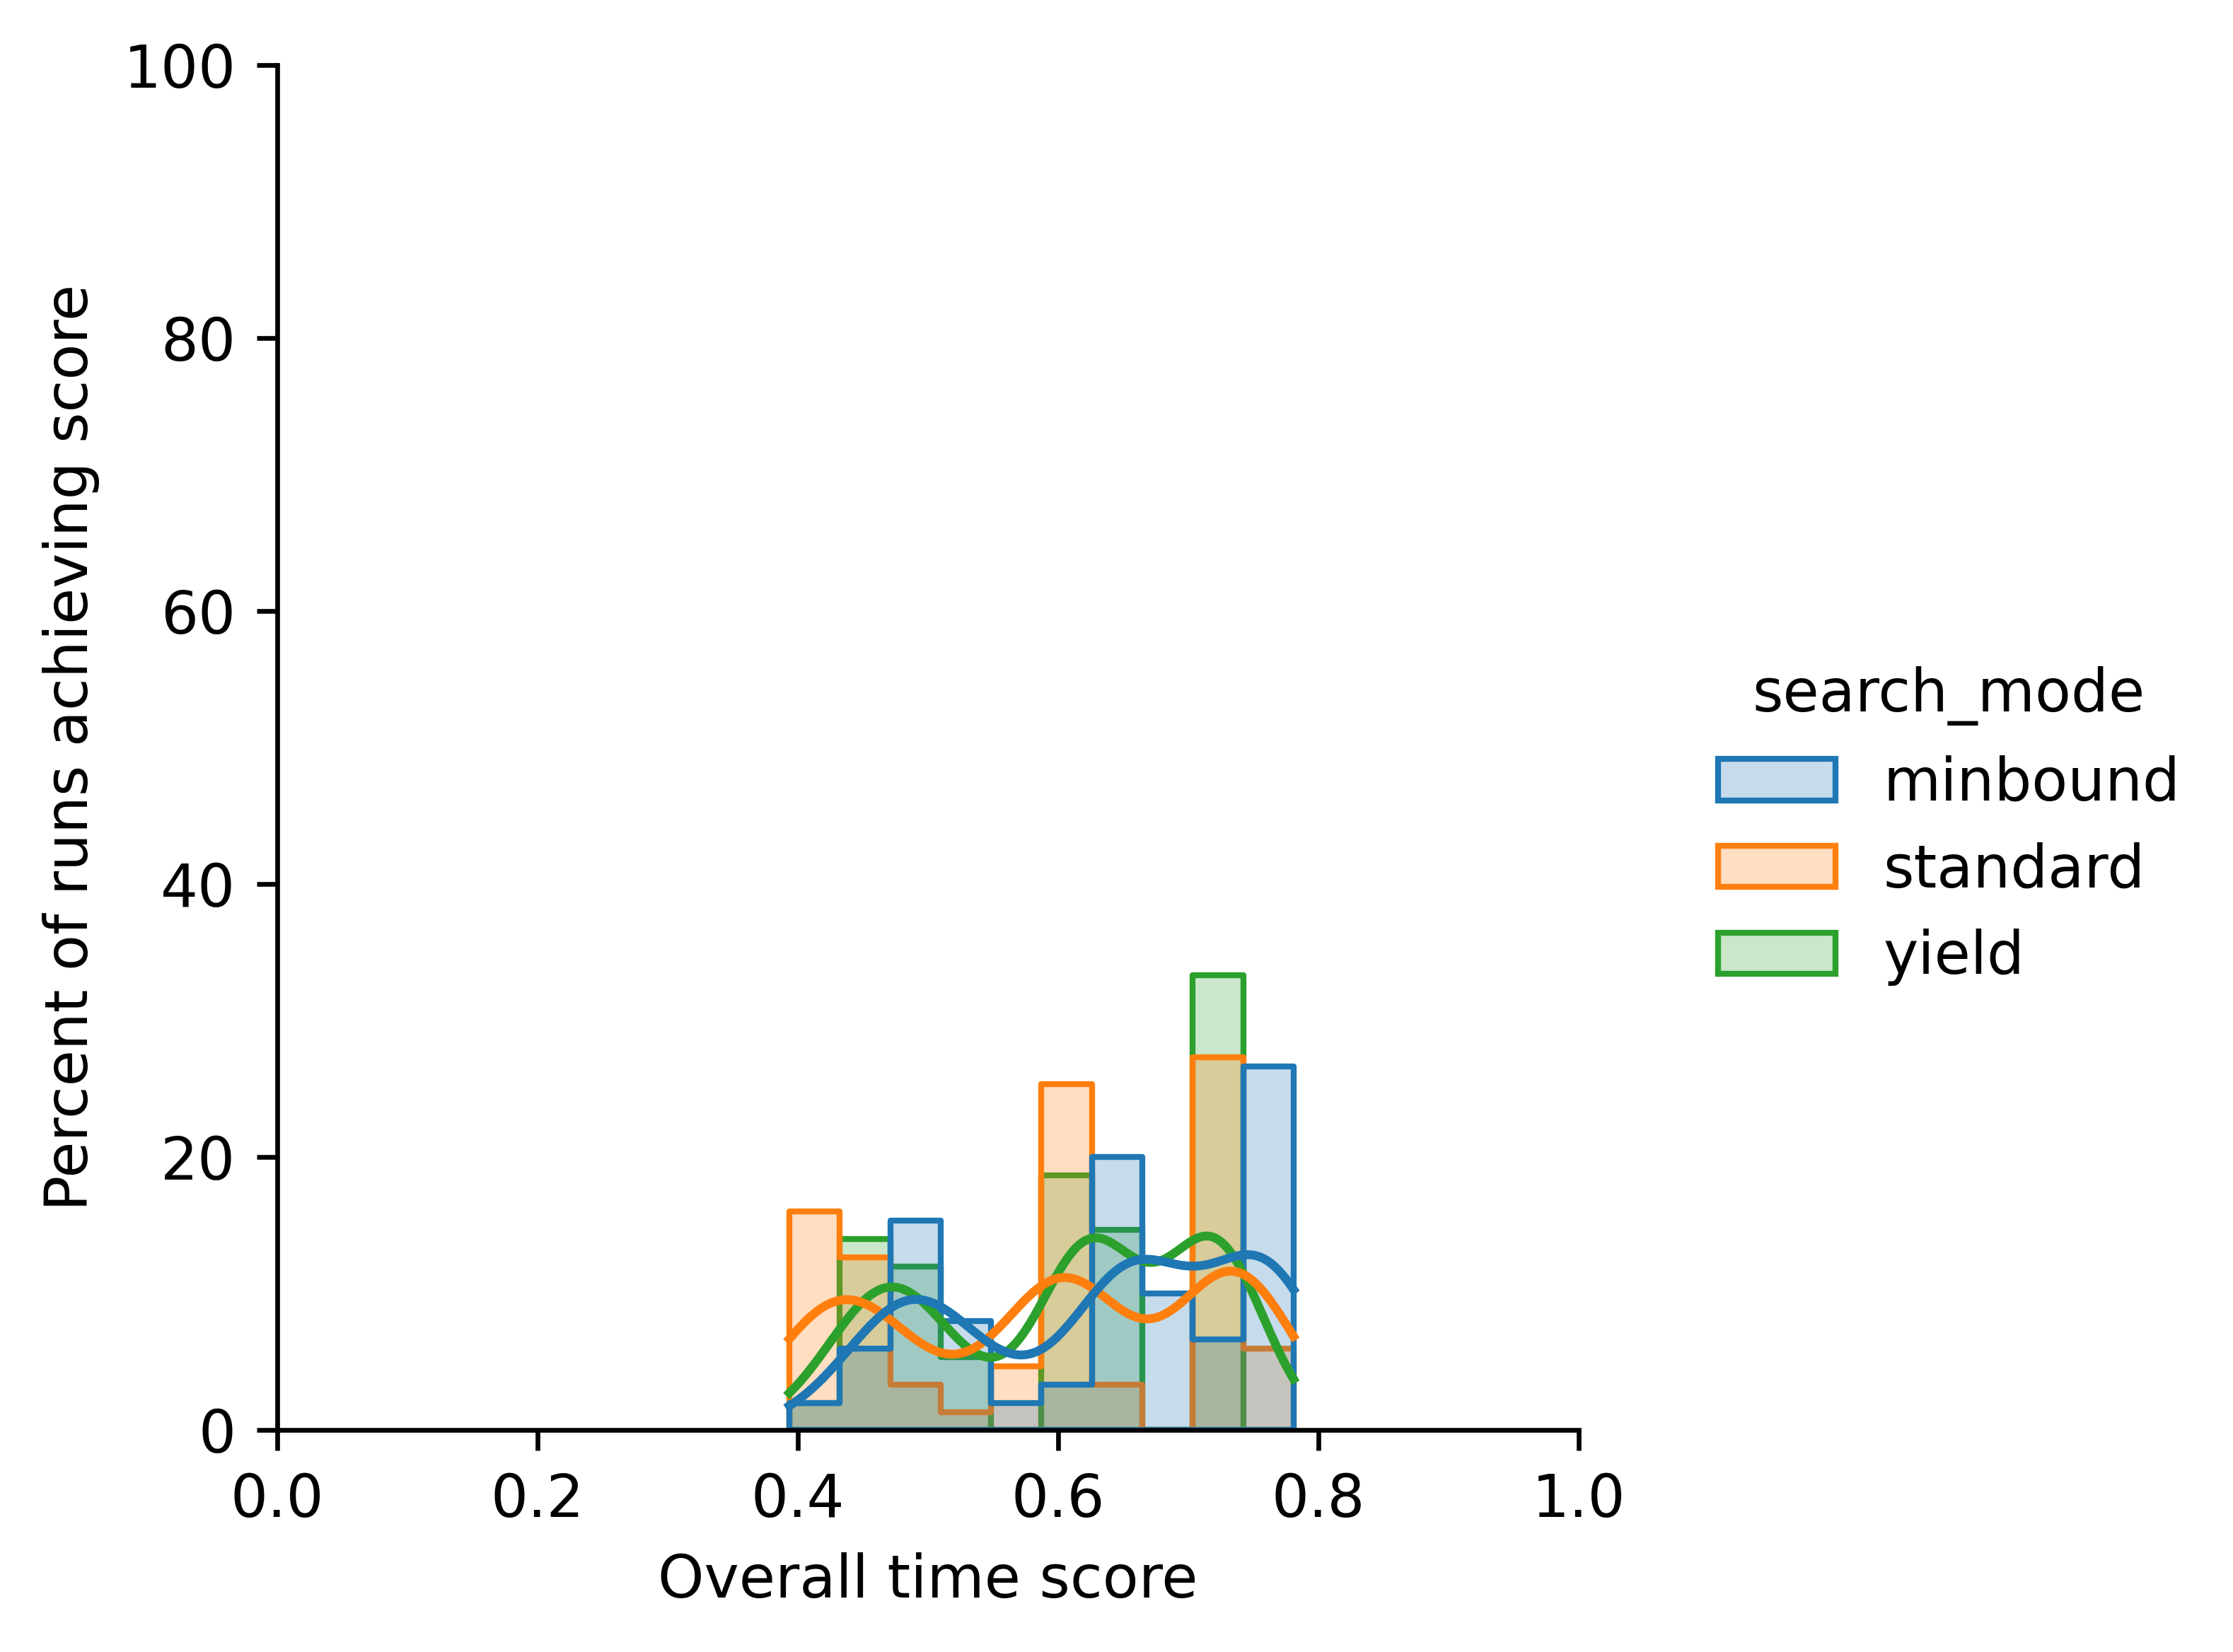 Percent of runs achieving score
100
80
60
40
20
0
0.0 0.2 0.4 0.6 0.8 1.0
Overall time score
search_mode
minbound
standard
yield